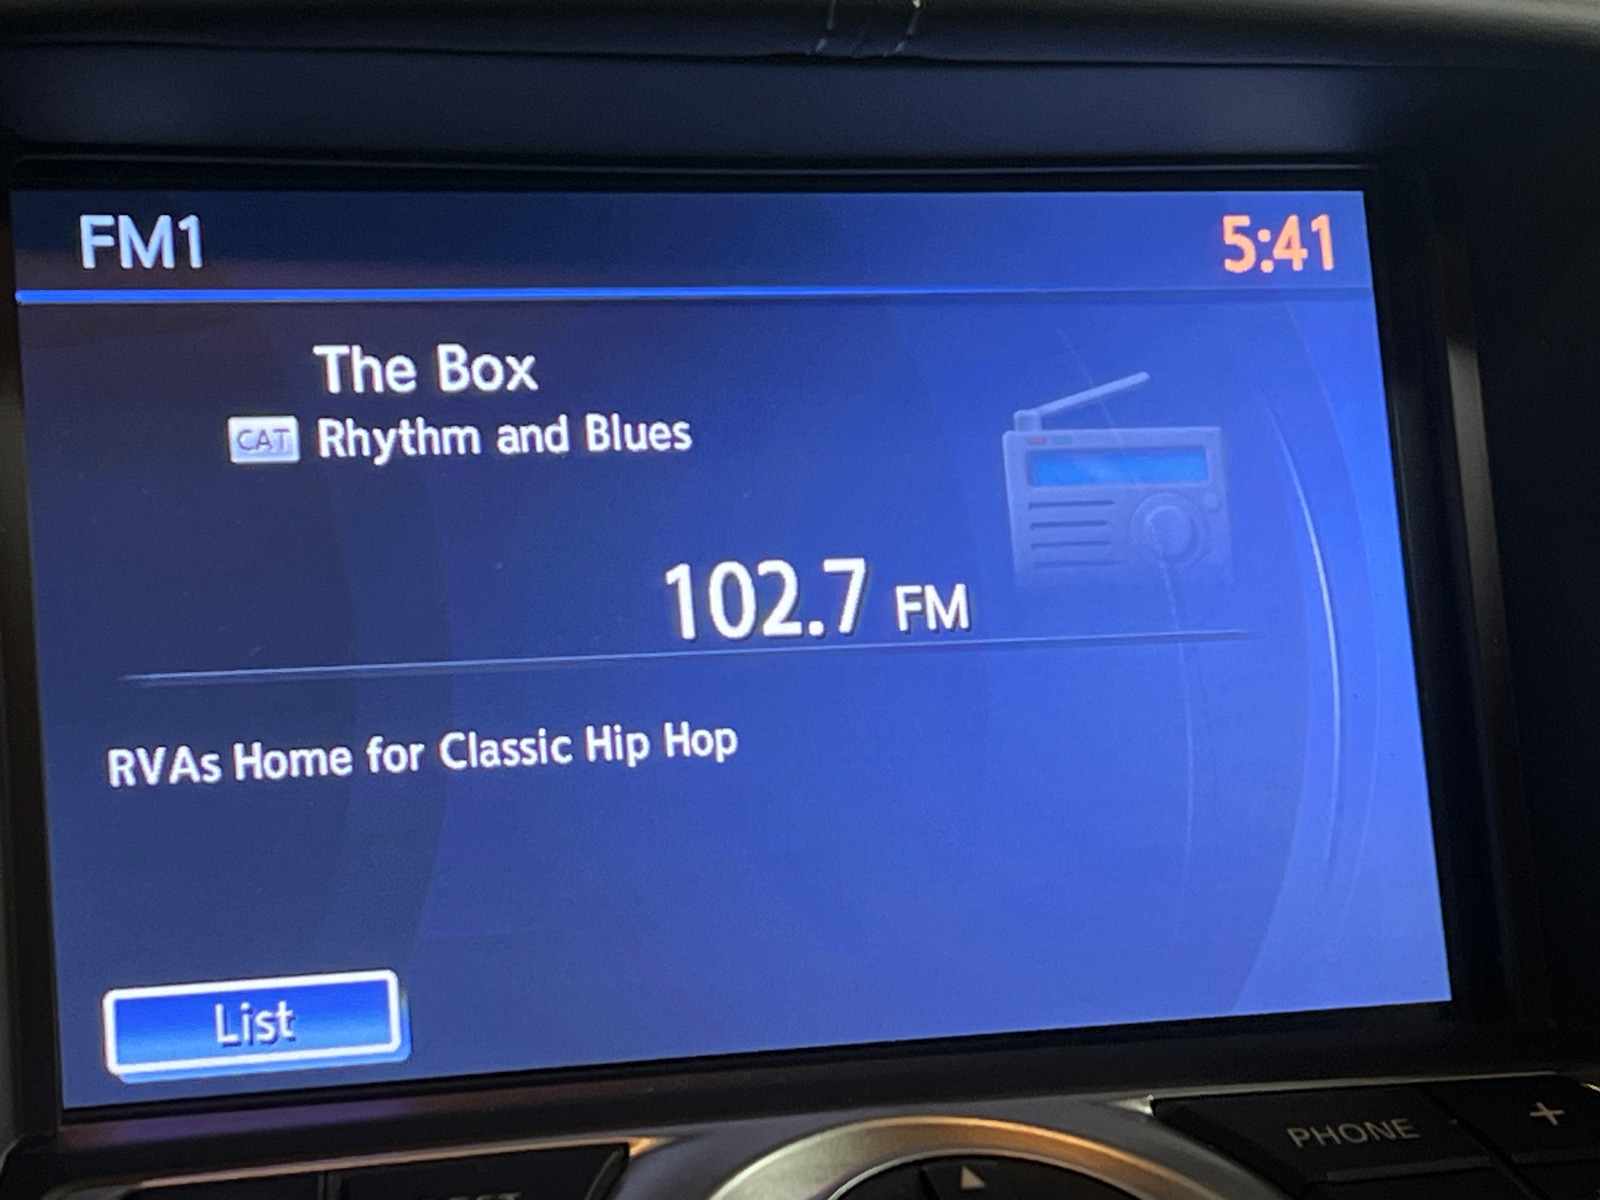 FM1 5:41
The Box
CAT Rhythm and Blues
102.7 FM
RVAs Home for Classic Hip Hop
List
PHONE +